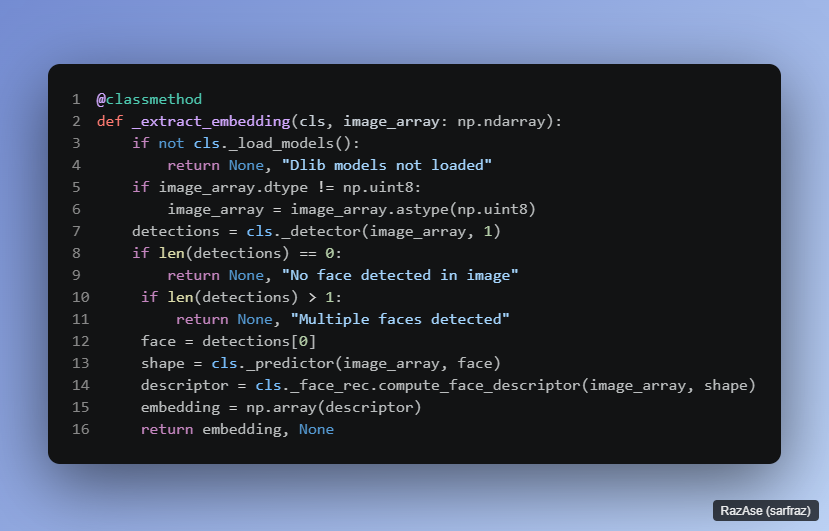 1 @classmethod
2 def _extract_embedding(cls, image_array: np.ndarray):
3     if not cls._load_models():
4         return None, "Dlib models not loaded"
5     if image_array.dtype != np.uint8:
6         image_array = image_array.astype(np.uint8)
7     detections = cls._detector(image_array, 1)
8     if len(detections) == 0:
9         return None, "No face detected in image"
10      if len(detections) > 1:
11          return None, "Multiple faces detected"
12      face = detections[0]
13      shape = cls._predictor(image_array, face)
14      descriptor = cls._face_rec.compute_face_descriptor(image_array, shape)
15      embedding = np.array(descriptor)
16      return embedding, None
RazAse (sarfraz)